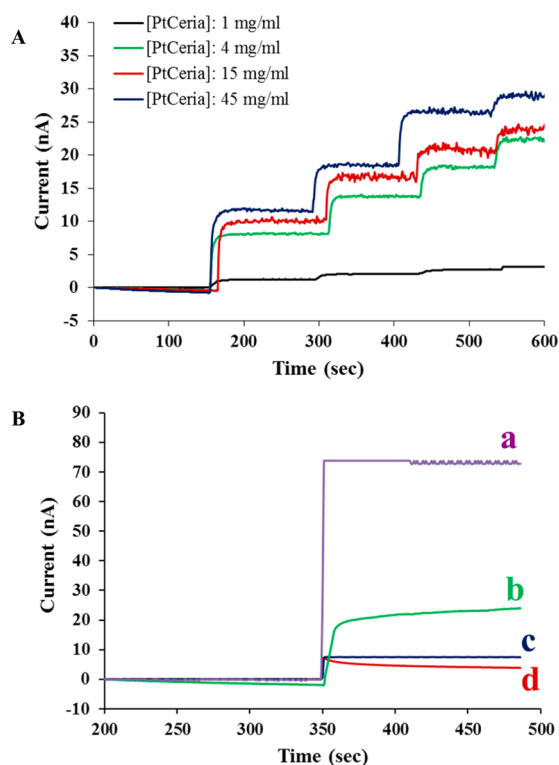 A
[PtCeria]: 1 mg/ml
[PtCeria]: 4 mg/ml
[PtCeria]: 15 mg/ml
[PtCeria]: 45 mg/ml
Current (nA)
40
35
30
25
20
15
10
5
0
-5
0 100 200 300 400 500 600
Time (sec)
B
Current (nA)
90
80
70
60
50
40
30
20
10
0
-10
a
b
c
d
200 250 300 350 400 450 500
Time (sec)